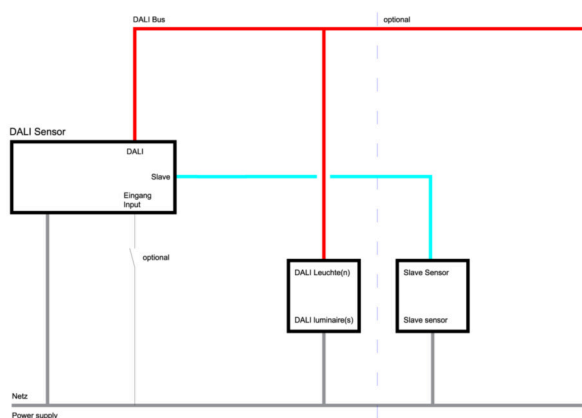 DALI Bus
optional
DALI Sensor
DALI
Slave
Eingang
Input
optional
DALI Leuchte(n)
DALI luminaire(s)
Slave Sensor
Slave sensor
Netz
Power supply